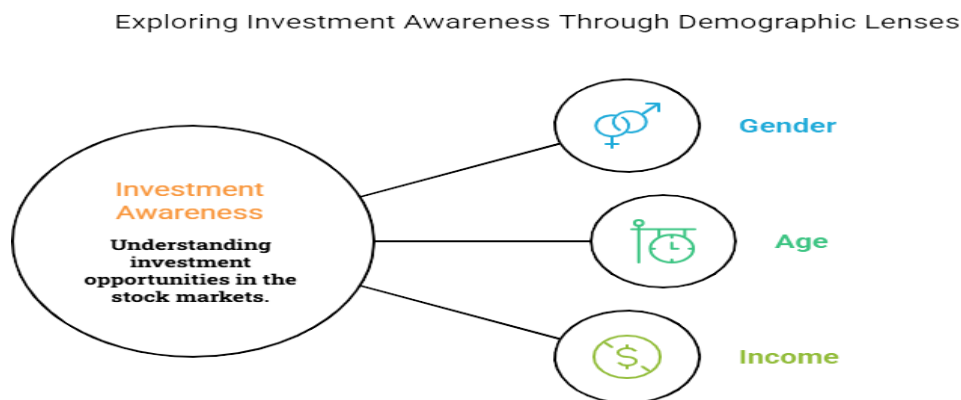 Exploring Investment Awareness Through Demographic Lenses
Gender
Investment
Awareness
Understanding
investment
opportunities in the
stock markets.
Age
$
Income